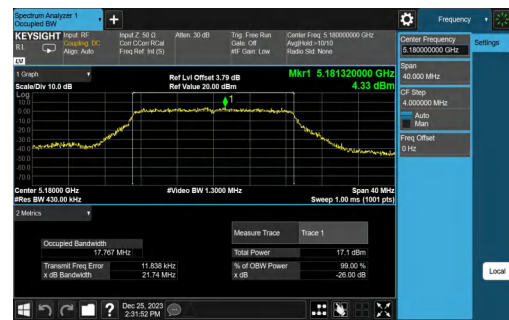 Spectrum Analyzer 1
Occupied BW
Frequency
KEYSIGHT
Input: RF
Input Z: 50 Ω
Atten: 30 dB
Trig: Free Run
Center Freq: 5.180000000 GHz
Coupling: DC
Corr CCorr RCal
Gate: Off
Avg|Hold:>10/10
RL
Align: Auto
Freq Ref: Int (S)
#IF Gain: Low
Radio Std: None
Center Frequency
5.180000000 GHz
Settings
Span
40.000 MHz
CF Step
4.000000 MHz
Auto
Man
Freq Offset
0 Hz
Local
1 Graph
Ref Lvl Offset 3.79 dB
Mkr1 5.181320000 GHz
Scale/Div 10.0 dB
Ref Value 20.00 dBm
4.33 dBm
Log
10.0
0.00
-10.0
-20.0
-30.0
-40.0
-50.0
-60.0
-70.0
1
Center 5.18000 GHz
#Video BW 1.3000 MHz
Span 40 MHz
#Res BW 430.00 kHz
Sweep 1.00 ms (1001 pts)
2 Metrics
Measure Trace
Trace 1
Occupied Bandwidth
17.767 MHz
Total Power
17.1 dBm
Transmit Freq Error
11.838 kHz
% of OBW Power
99.00 %
x dB Bandwidth
21.74 MHz
x dB
-26.00 dB
?
Dec 25, 2023
2:31:52 PM